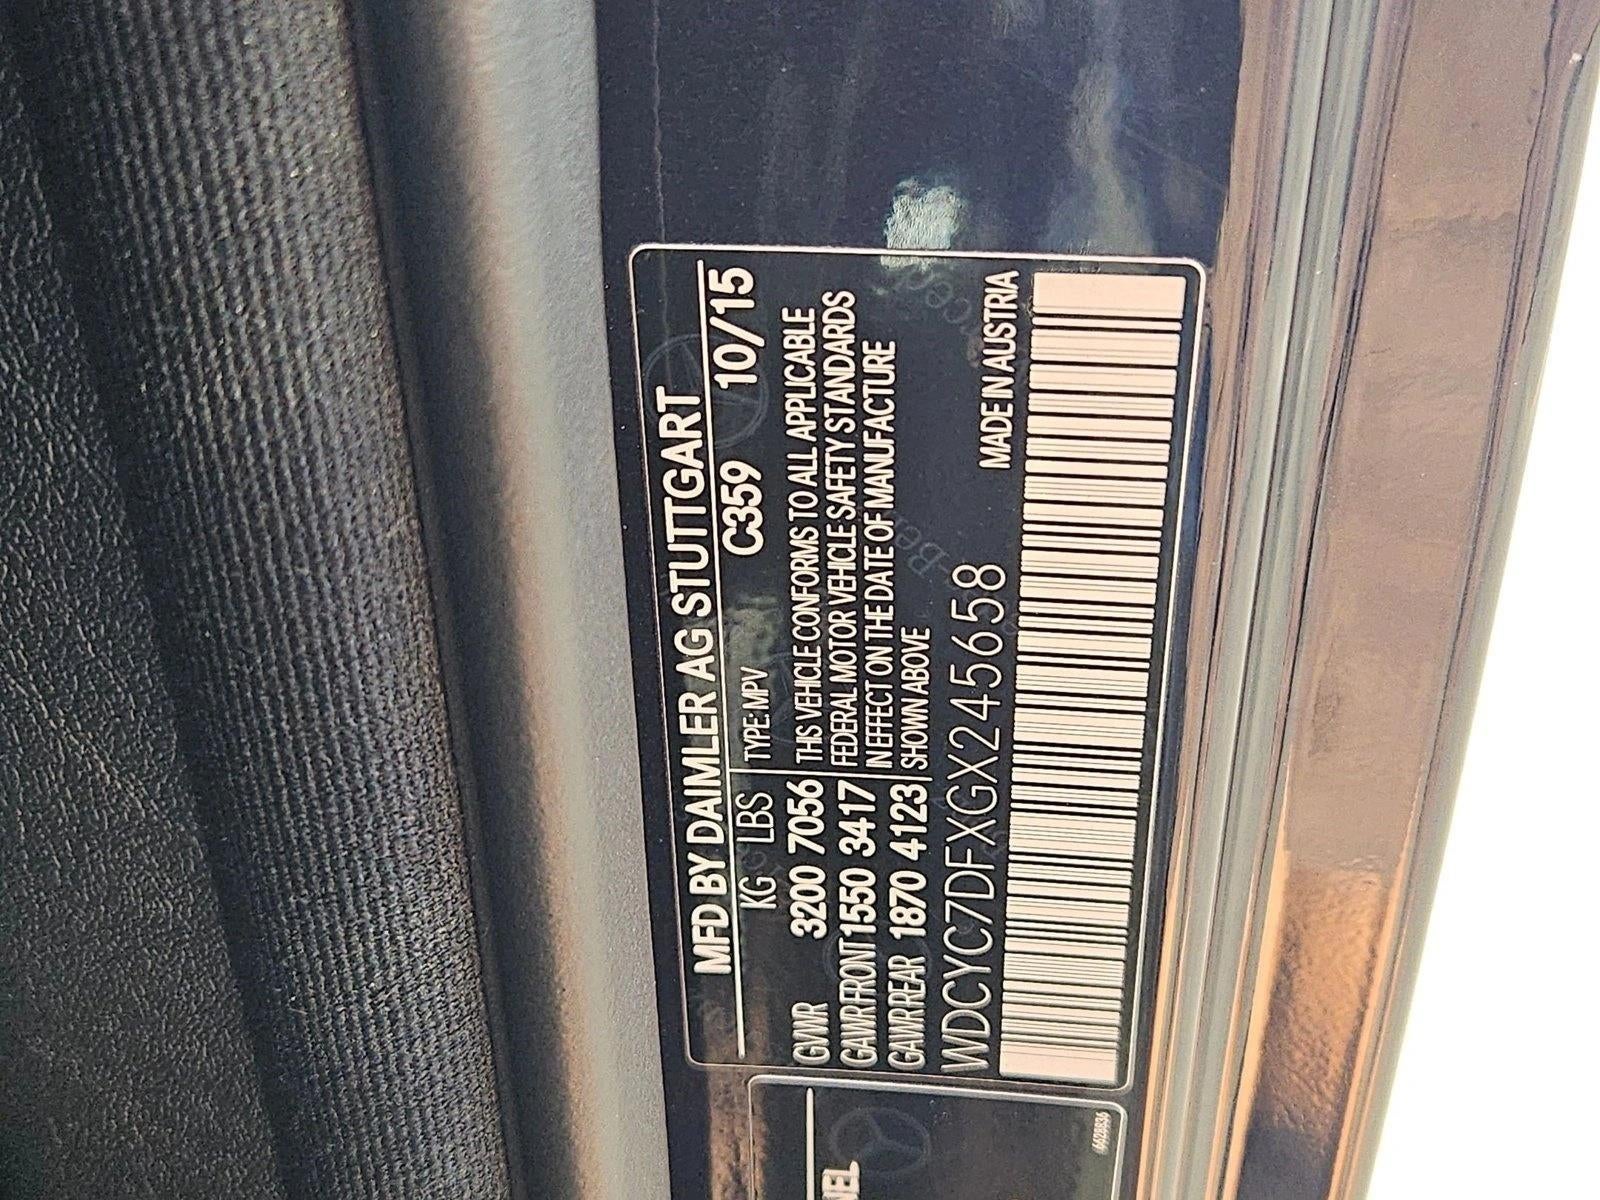 MFD BY DAIMLER AG STUTTGART
KG LBS TYPE: MPV C359 10/15
GVWR 3200 7056 THIS VEHICLE CONFORMS TO ALL APPLICABLE
GAWR FRONT 1550 3417 FEDERAL MOTOR VEHICLE SAFETY STANDARDS
GAWR REAR 1870 4123 IN EFFECT ON THE DATE OF MANUFACTURE
SHOWN ABOVE
WDCYC7DFXGX245658 MADE IN AUSTRIA
6628836